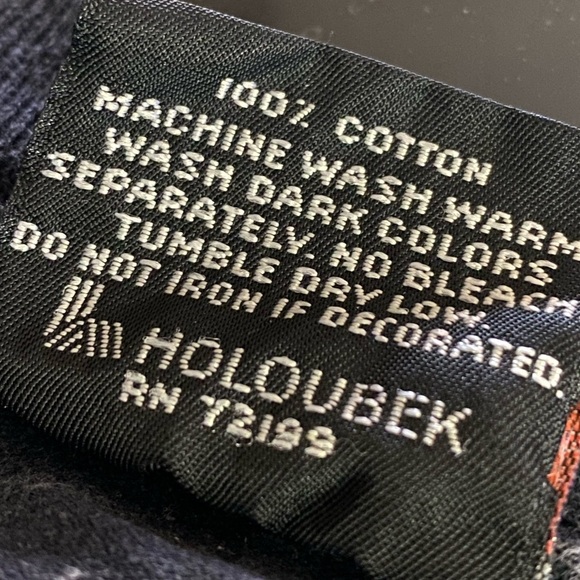 100% COTTON
MACHINE WASH WARM
WASH DARK COLORS
SEPARATELY. NO BLEACH
TUMBLE DRY LOW.
DO NOT IRON IF DECORATED.
HOLOUBEK
RN 72199